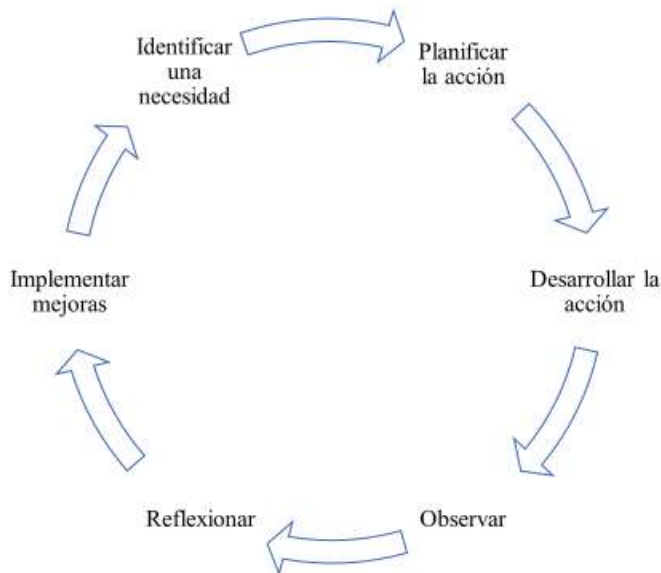 Identificar
una
necesidad
Planificar
la acción
Desarrollar la
acción
Observar
Reflexionar
Implementar
mejoras